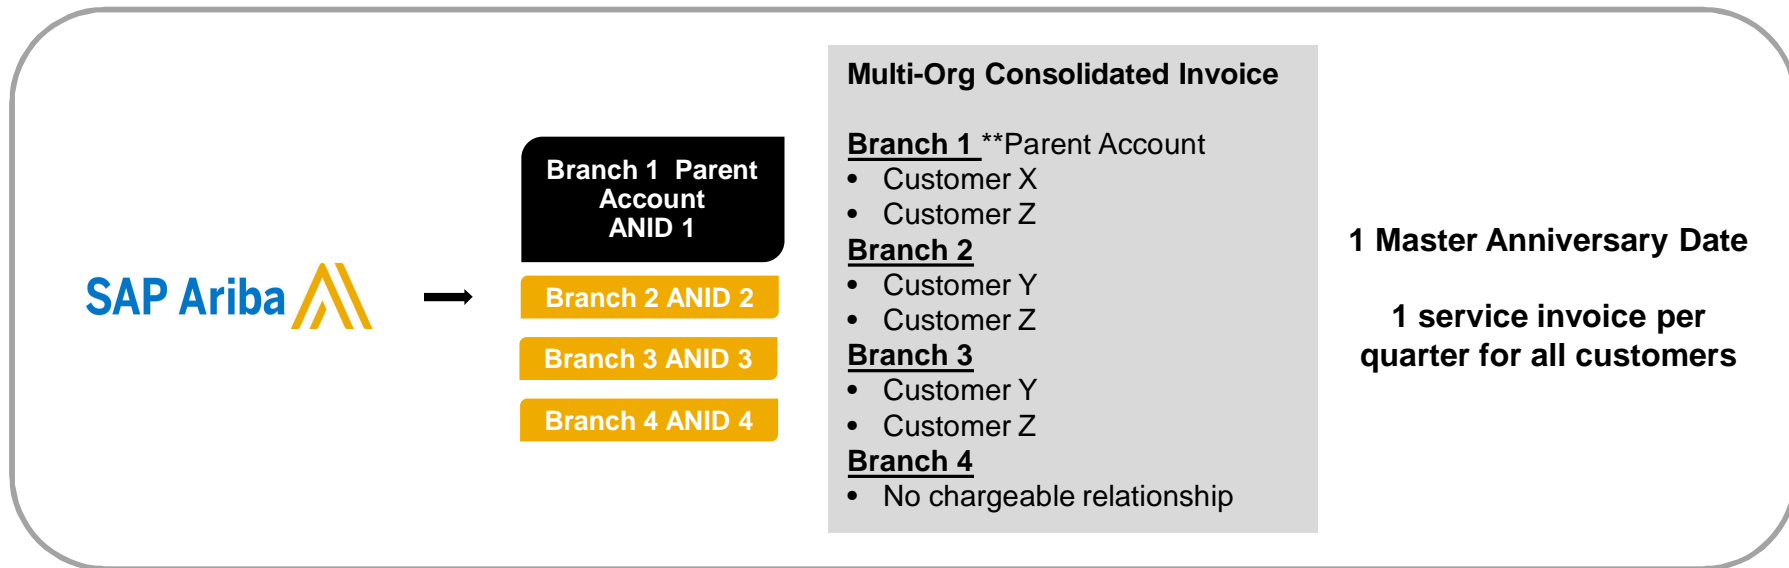 SAP Ariba
Branch 1  Parent
Account
ANID 1
Branch 2 ANID 2
Branch 3 ANID 3
Branch 4 ANID 4
Multi-Org Consolidated Invoice
Branch 1 **Parent Account
• Customer X
• Customer Z
Branch 2
• Customer Y
• Customer Z
Branch 3
• Customer Y
• Customer Z
Branch 4
• No chargeable relationship
1 Master Anniversary Date
1 service invoice per
quarter for all customers